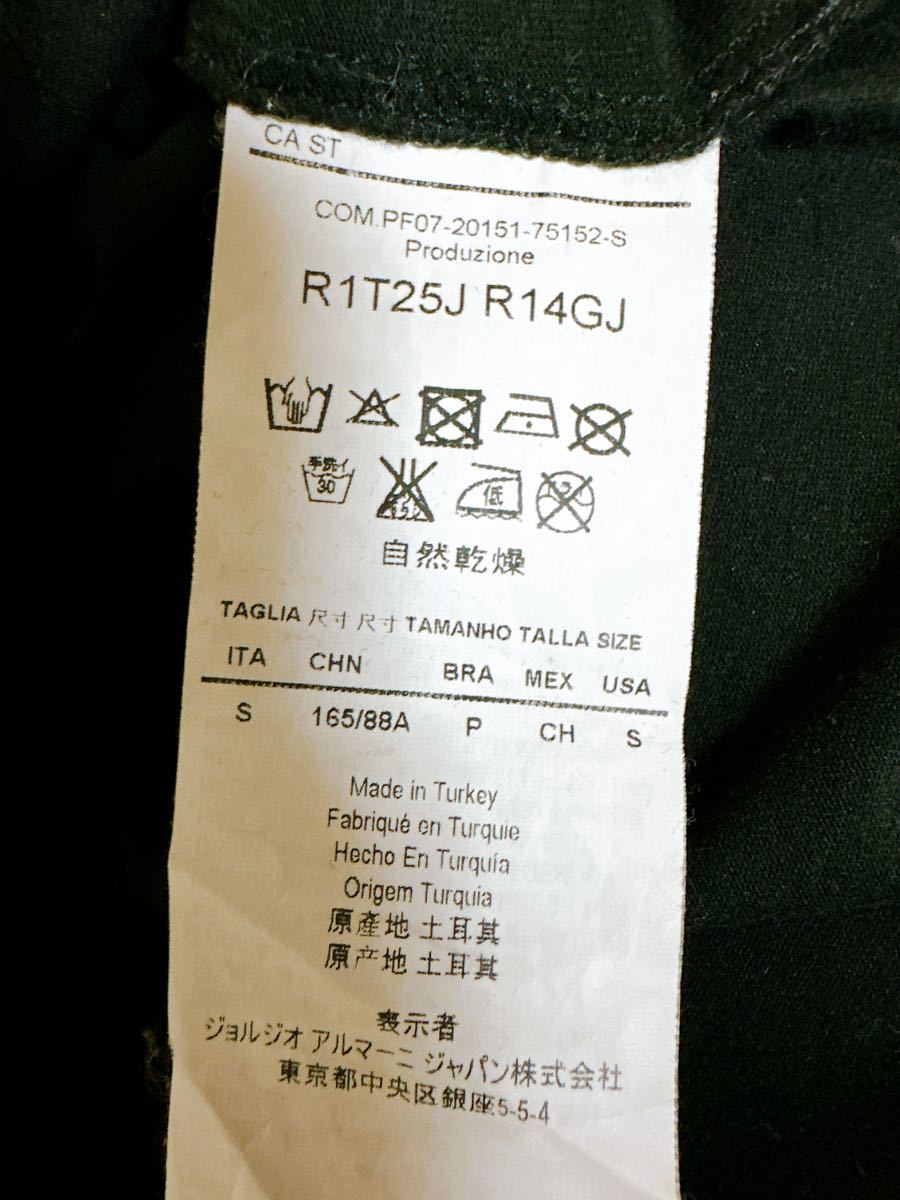 CA ST
COM.PF07-20151-75152-S
Produzione
R1T25J R14GJ
手洗イ
30
低
自然乾燥
TAGLIA 尺寸 尺寸 TAMANHO TALLA SIZE
ITA CHN BRA MEX USA
S 165/88A P CH S
Made in Turkey
Fabriqué en Turquie
Hecho En Turquía
Origem Turquia
原產地 土耳其
原产地 土耳其
表示者
ジョルジオ アルマーニ ジャパン株式会社
東京都中央区銀座5-5-4